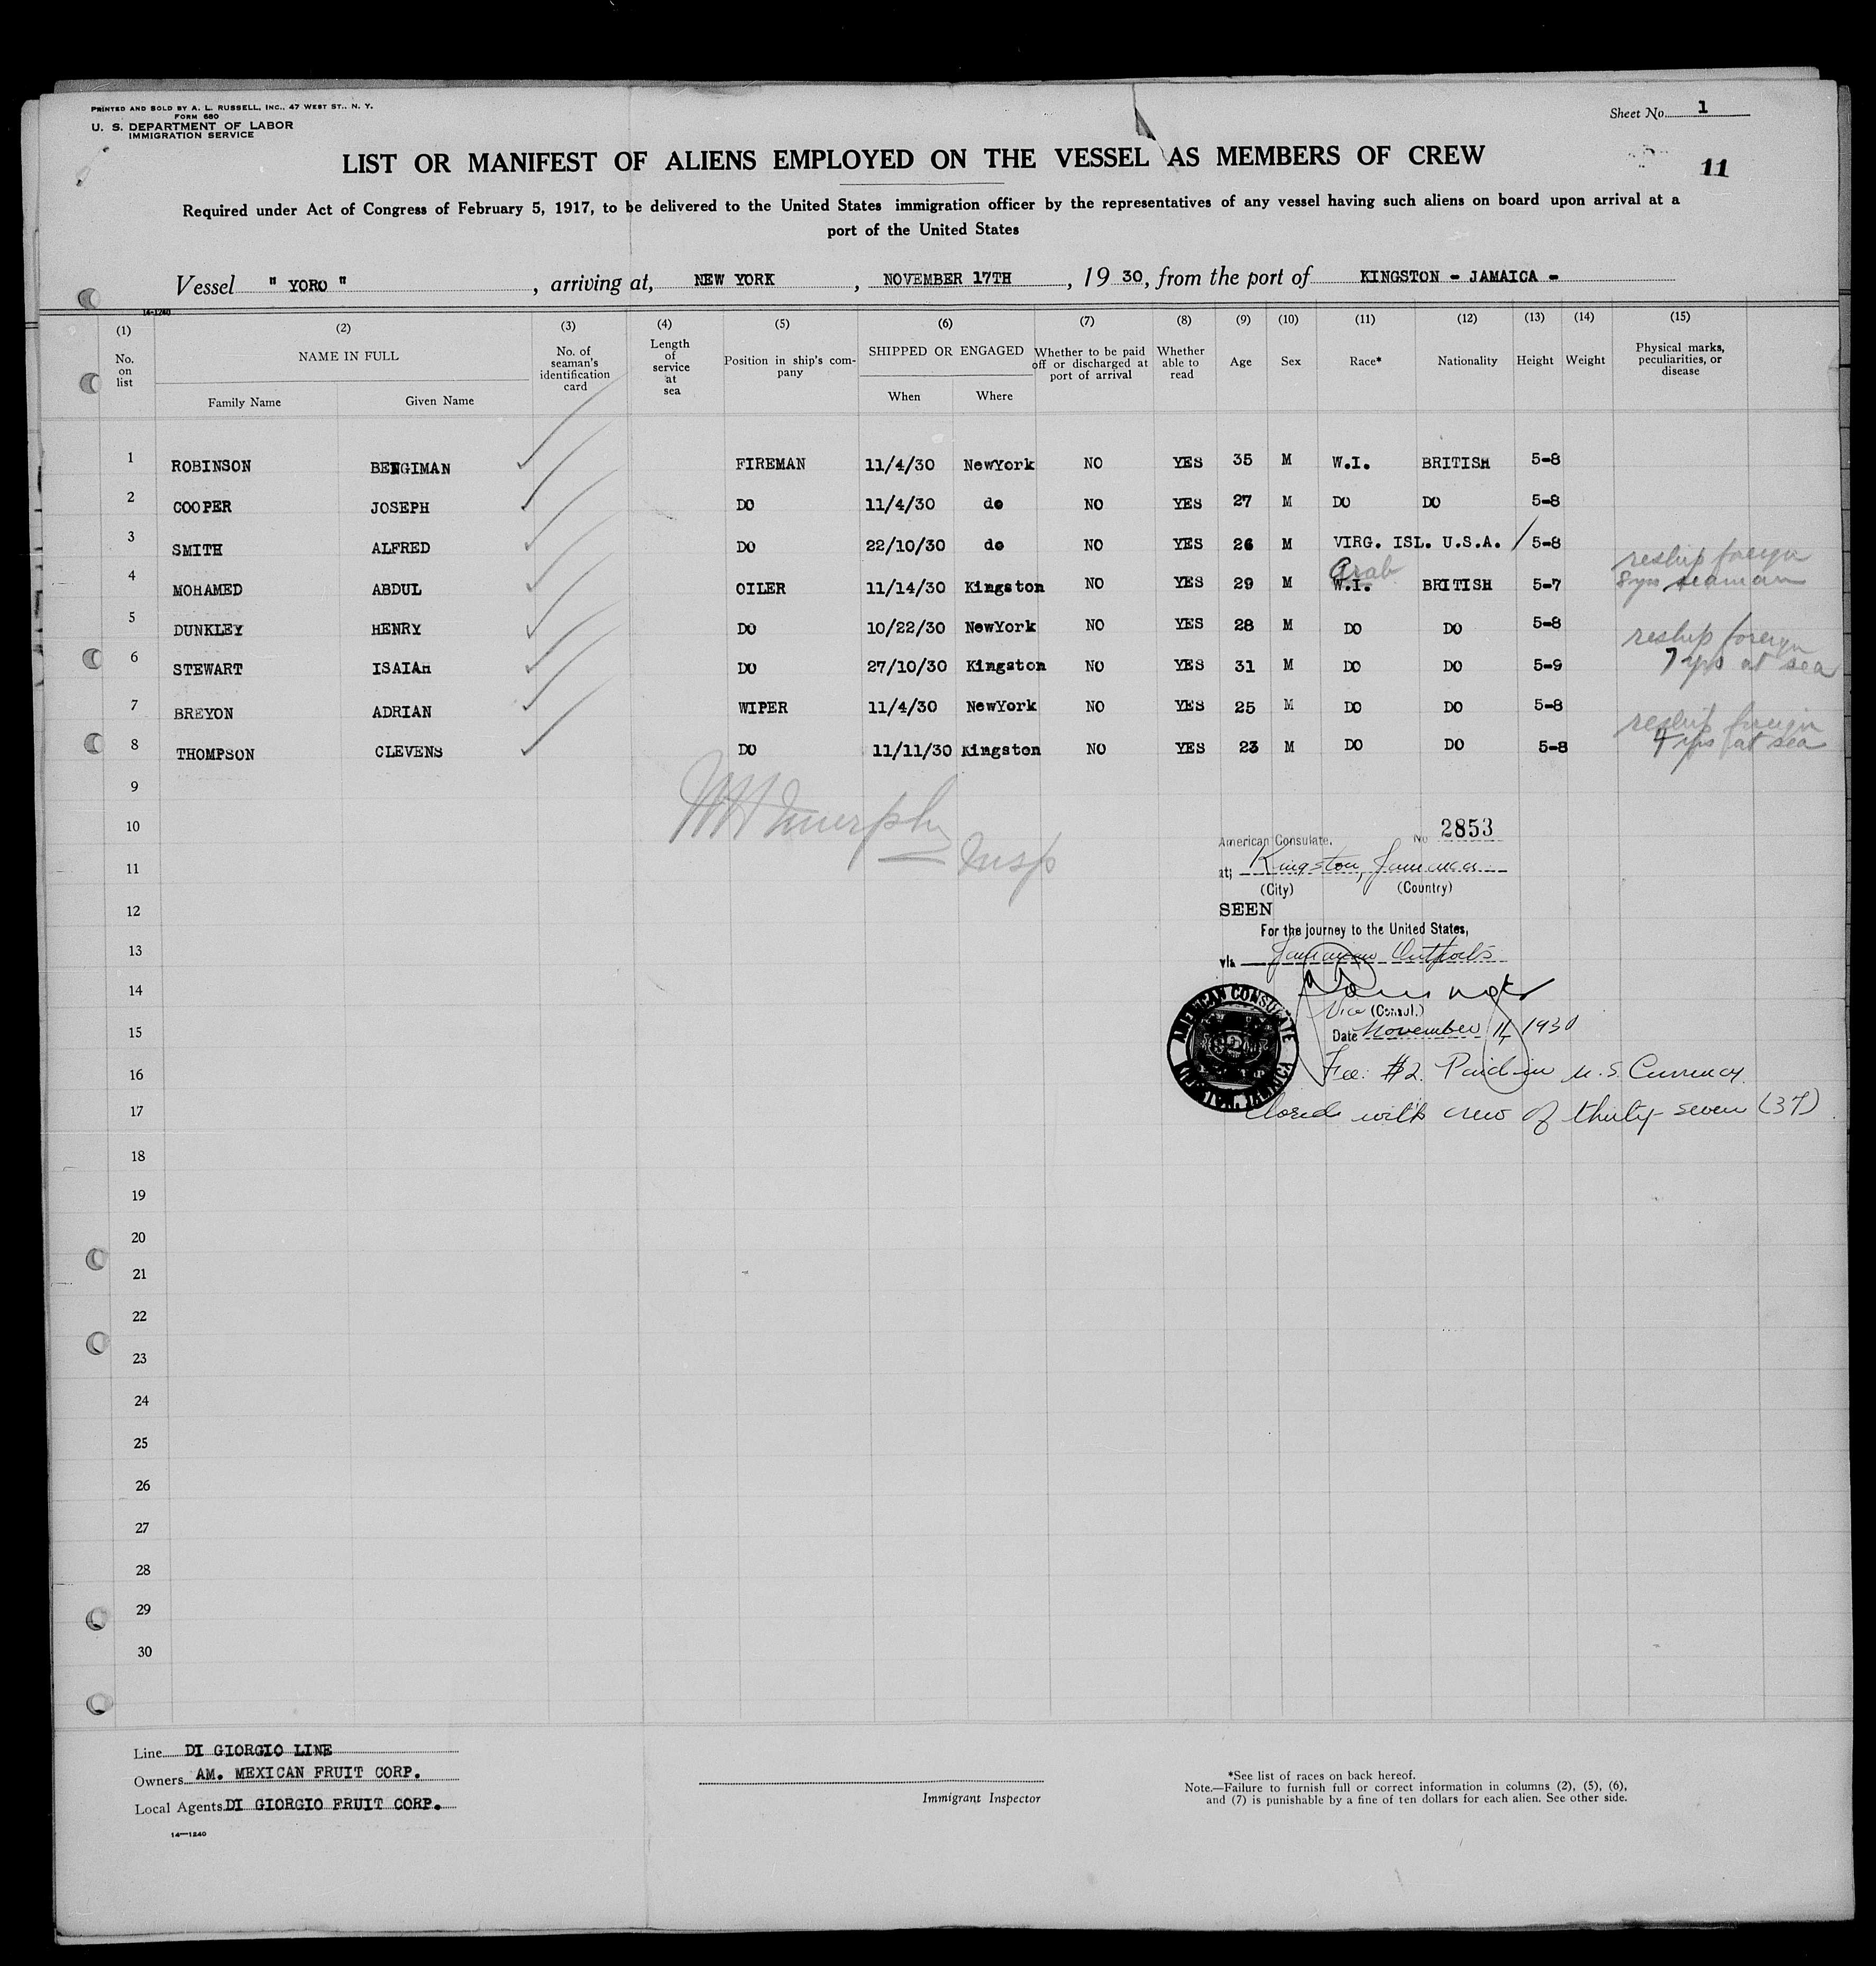 PRINTED AND SOLD BY A. L. RUSSELL, INC., 47 WEST ST., N. Y.
FORM 680
U. S. DEPARTMENT OF LABOR
IMMIGRATION SERVICE
Sheet No. 1
LIST OR MANIFEST OF ALIENS EMPLOYED ON THE VESSEL AS MEMBERS OF CREW
11
Required under Act of Congress of February 5, 1917, to be delivered to the United States immigration officer by the representatives of any vessel having such aliens on board upon arrival at a
port of the United States
Vessel " YORO " , arriving at, NEW YORK , NOVEMBER 17TH , 19 30, from the port of KINGSTON - JAMAICA -
14-1240
(1) (2) (3) (4) (5) (6) (7) (8) (9) (10) (11) (12) (13) (14) (15)
No. on list NAME IN FULL No. of seaman's identification card Length of service at sea Position in ship's company SHIPPED OR ENGAGED Whether to be paid off or discharged at port of arrival Whether able to read Age Sex Race* Nationality Height Weight Physical marks, peculiarities, or disease
Family Name Given Name When Where
1 ROBINSON BENGIMAN FIREMAN 11/4/30 NewYork NO YES 35 M W.I. BRITISH 5-8
2 COOPER JOSEPH DO 11/4/30 do NO YES 27 M DO DO 5-8
3 SMITH ALFRED DO 22/10/30 do NO YES 26 M VIRG. ISL. U.S.A. / 5-8
Arab reship foreign
4 MOHAMED ABDUL OILER 11/14/30 Kingston NO YES 29 M W.I. BRITISH 5-7 8 yrs seaman
5 DUNKLEY HENRY DO 10/22/30 NewYork NO YES 28 M DO DO 5-8
reship foreign
6 STEWART ISAIAH DO 27/10/30 Kingston NO YES 31 M DO DO 5-9 7 yrs at sea
7 BREYON ADRIAN WIPER 11/4/30 NewYork NO YES 25 M DO DO 5-8
reship foreign
8 THOMPSON CLEVENS DO 11/11/30 Kingston NO YES 23 M DO DO 5-8 4 yrs at sea
9
10
11
12
13
14
15
16
17
18
19
20
21
22
23
24
25
26
27
28
29
30
Murphy
Insp
American Consulate. No 2853
at; Kingston, Jamaica
(City) (Country)
SEEN
For the journey to the United States,
via Jamaican Outports
Vice (Consul.)
Date November 14, 1930
AMERICAN CONSULATE
KINGSTON, JAMAICA
Fee: $2. Paid in U.S. Currency.
Closed with crew of thirty-seven (37)
Line DI GIORGIO LINE
Owners AM. MEXICAN FRUIT CORP.
Local Agents DI GIORGIO FRUIT CORP.
14—1240
Immigrant Inspector
*See list of races on back hereof.
Note.—Failure to furnish full or correct information in columns (2), (5), (6),
and (7) is punishable by a fine of ten dollars for each alien. See other side.